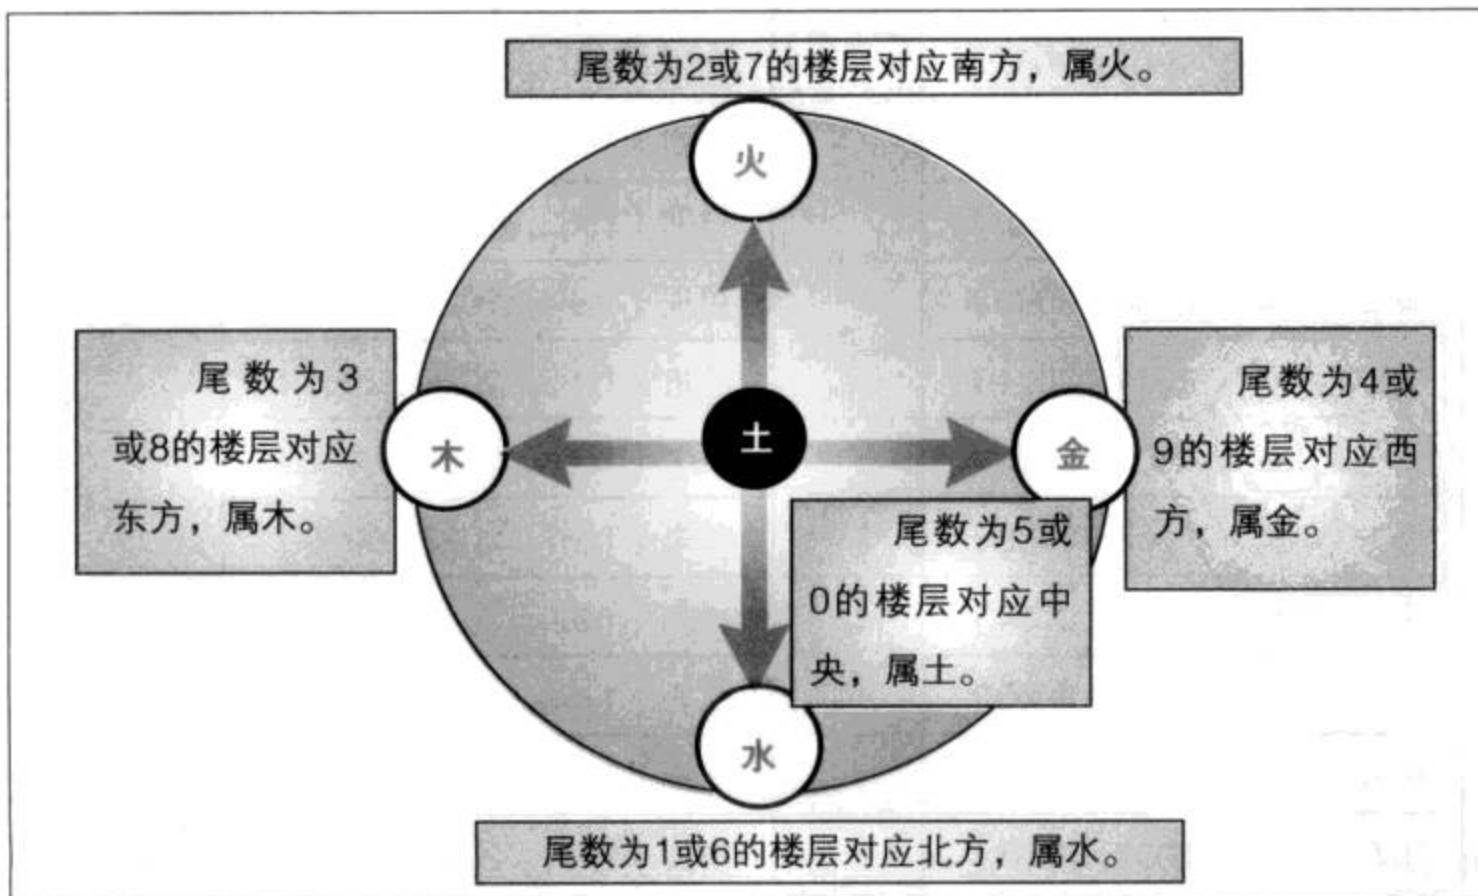 尾数为2或7的楼层对应南方，属火。
火
尾数为3
或8的楼层对应
东方，属木。
木
土
金
尾数为4或
9的楼层对应西
方，属金。
尾数为5或
0的楼层对应中
央，属土。
水
尾数为1或6的楼层对应北方，属水。